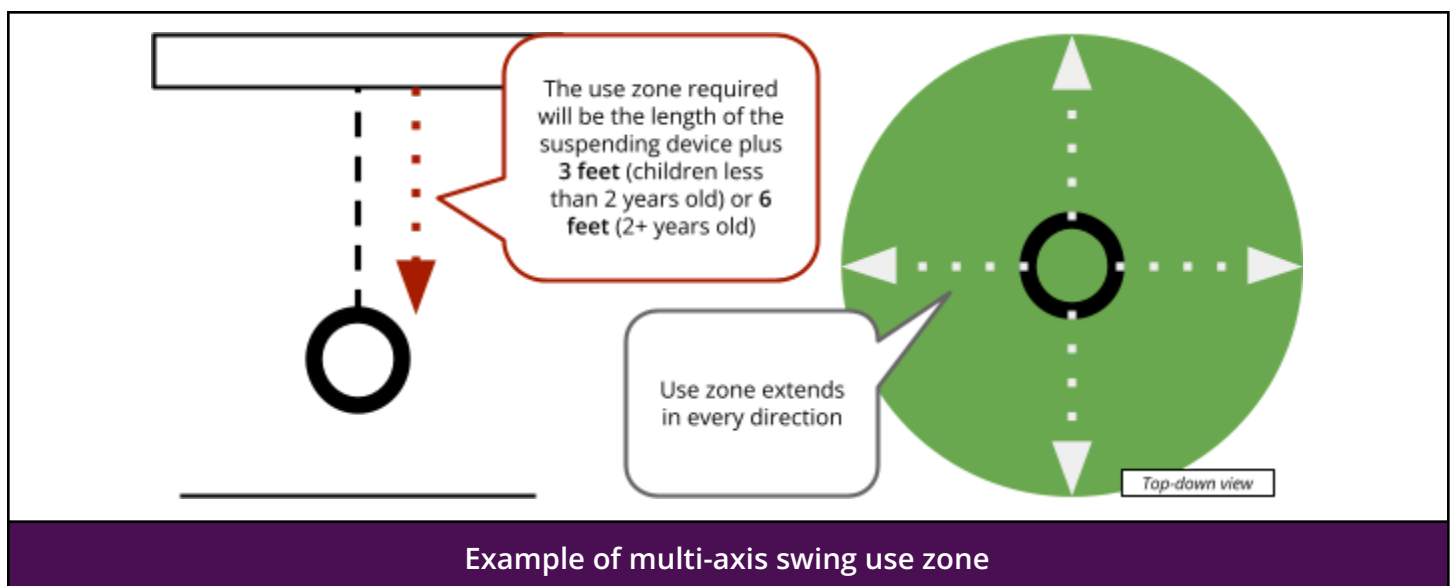 The use zone required
will be the length of the
suspending device plus
3 feet (children less
than 2 years old) or 6
feet (2+ years old)
Use zone extends
in every direction
Top-down view
Example of multi-axis swing use zone